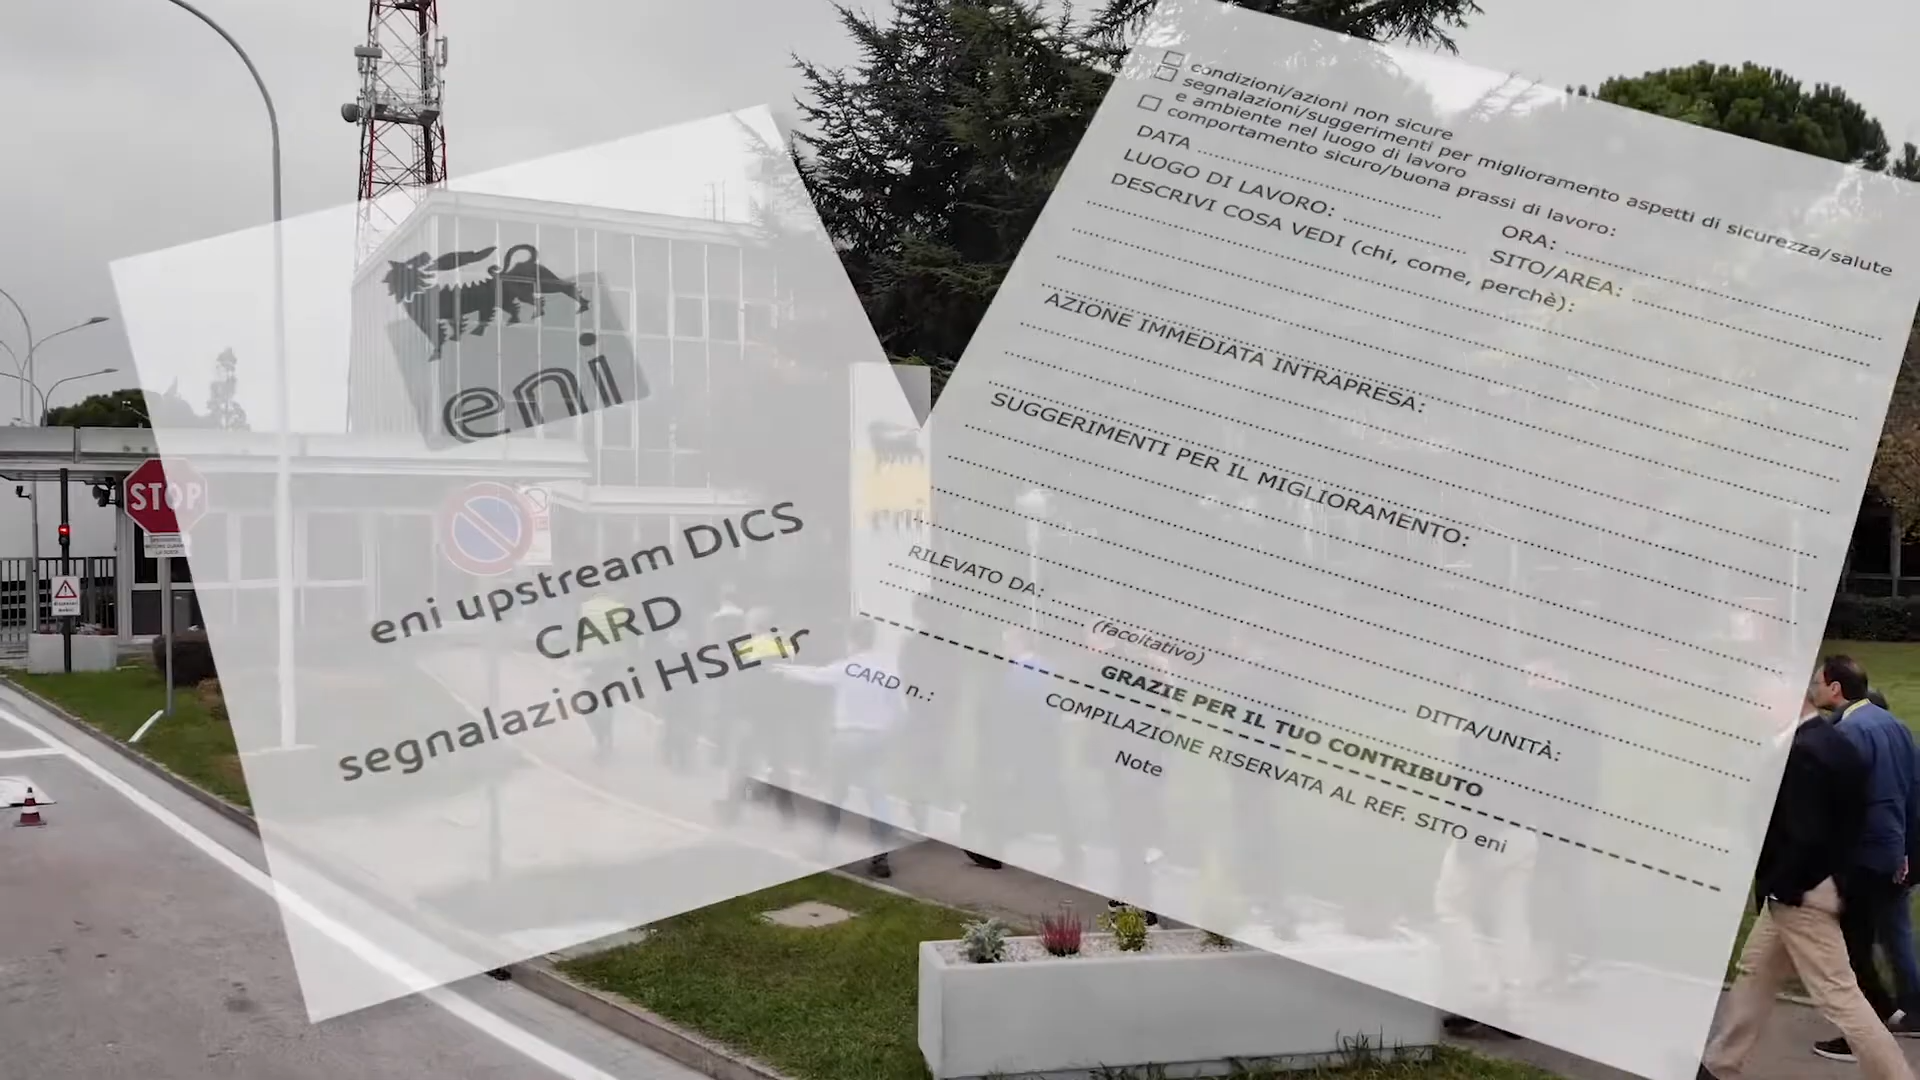 eni
eni upstream DICS
CARD
segnalazioni HSE ir
condizioni/azioni non sicure
segnalazioni/suggerimenti per miglioramento aspetti di sicurezza/salute
e ambiente nel luogo di lavoro
comportamento sicuro/buona prassi di lavoro:
DATA ORA:
LUOGO DI LAVORO: SITO/AREA:
DESCRIVI COSA VEDI (chi, come, perchè):
AZIONE IMMEDIATA INTRAPRESA:
SUGGERIMENTI PER IL MIGLIORAMENTO:
RILEVATO DA: DITTA/UNITÀ:
(facoltativo)
GRAZIE PER IL TUO CONTRIBUTO
COMPILAZIONE RISERVATA AL REF. SITO eni
CARD n.: Note
STOP